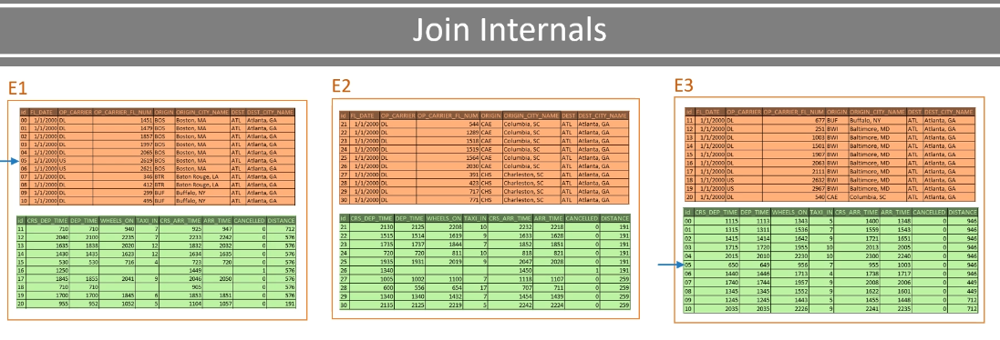 Join Internals
E1
id FL_DATE OP_CARRIER OP_CARRIER_FL_NUM ORIGIN ORIGIN_CITY_NAME DEST DEST_CITY_NAME
00 1/1/2000 DL 1451 BOS Boston, MA ATL Atlanta, GA
01 1/1/2000 DL 1479 BOS Boston, MA ATL Atlanta, GA
02 1/1/2000 DL 1857 BOS Boston, MA ATL Atlanta, GA
03 1/1/2000 DL 1997 BOS Boston, MA ATL Atlanta, GA
04 1/1/2000 DL 2065 BOS Boston, MA ATL Atlanta, GA
05 1/1/2000 US 2619 BOS Boston, MA ATL Atlanta, GA
06 1/1/2000 US 2621 BOS Boston, MA ATL Atlanta, GA
07 1/1/2000 DL 346 BTR Baton Rouge, LA ATL Atlanta, GA
08 1/1/2000 DL 412 BTR Baton Rouge, LA ATL Atlanta, GA
09 1/1/2000 DL 299 BUF Buffalo, NY ATL Atlanta, GA
10 1/1/2000 DL 495 BUF Buffalo, NY ATL Atlanta, GA
id CRS_DEP_TIME DEP_TIME WHEELS_ON TAXI_IN CRS_ARR_TIME ARR_TIME CANCELLED DISTANCE
11 710 710 940 7 925 947 0 712
12 2040 2100 2235 7 2233 2242 0 576
13 1635 1838 2020 12 1832 2032 0 576
14 1430 1435 1623 12 1634 1635 0 576
15 530 530 716 4 723 720 0 576
16 1250 1449 1 576
17 1845 1855 2041 9 2046 2050 0 576
18 710 710 905 0 576
19 1700 1700 1845 6 1853 1851 0 576
20 955 952 1052 5 1104 1057 0 191
E2
id FL_DATE OP_CARRIER OP_CARRIER_FL_NUM ORIGIN ORIGIN_CITY_NAME DEST DEST_CITY_NAME
21 1/1/2000 DL 544 CAE Columbia, SC ATL Atlanta, GA
22 1/1/2000 DL 1289 CAE Columbia, SC ATL Atlanta, GA
23 1/1/2000 DL 1518 CAE Columbia, SC ATL Atlanta, GA
24 1/1/2000 DL 1519 CAE Columbia, SC ATL Atlanta, GA
25 1/1/2000 DL 1564 CAE Columbia, SC ATL Atlanta, GA
26 1/1/2000 DL 2030 CAE Columbia, SC ATL Atlanta, GA
27 1/1/2000 DL 391 CHS Charleston, SC ATL Atlanta, GA
28 1/1/2000 DL 423 CHS Charleston, SC ATL Atlanta, GA
29 1/1/2000 DL 717 CHS Charleston, SC ATL Atlanta, GA
30 1/1/2000 DL 771 CHS Charleston, SC ATL Atlanta, GA
id CRS_DEP_TIME DEP_TIME WHEELS_ON TAXI_IN CRS_ARR_TIME ARR_TIME CANCELLED DISTANCE
21 2130 2125 2208 10 2232 2218 0 191
22 1515 1514 1619 9 1633 1628 0 191
23 1735 1737 1844 7 1852 1851 0 191
24 720 720 811 10 818 821 0 191
25 1935 1931 2019 9 2047 2028 0 191
26 1340 1450 1 191
27 1005 1002 1100 7 1118 1107 0 259
28 600 556 654 17 707 711 0 259
29 1340 1340 1432 7 1454 1439 0 259
30 2135 2125 2219 5 2242 2224 0 259
E3
id FL_DATE OP_CARRIER OP_CARRIER_FL_NUM ORIGIN ORIGIN_CITY_NAME DEST DEST_CITY_NAME
11 1/1/2000 DL 677 BUF Buffalo, NY ATL Atlanta, GA
12 1/1/2000 DL 251 BWI Baltimore, MD ATL Atlanta, GA
13 1/1/2000 DL 1003 BWI Baltimore, MD ATL Atlanta, GA
14 1/1/2000 DL 1501 BWI Baltimore, MD ATL Atlanta, GA
15 1/1/2000 DL 1907 BWI Baltimore, MD ATL Atlanta, GA
16 1/1/2000 DL 2063 BWI Baltimore, MD ATL Atlanta, GA
17 1/1/2000 DL 2111 BWI Baltimore, MD ATL Atlanta, GA
18 1/1/2000 US 2632 BWI Baltimore, MD ATL Atlanta, GA
19 1/1/2000 US 2967 BWI Baltimore, MD ATL Atlanta, GA
20 1/1/2000 DL 540 CAE Columbia, SC ATL Atlanta, GA
id CRS_DEP_TIME DEP_TIME WHEELS_ON TAXI_IN CRS_ARR_TIME ARR_TIME CANCELLED DISTANCE
00 1115 1113 1343 5 1400 1348 0 946
01 1315 1311 1536 7 1559 1543 0 946
02 1415 1414 1642 9 1721 1651 0 946
03 1715 1720 1955 10 2013 2005 0 946
04 2015 2010 2230 10 2300 2240 0 946
05 650 649 956 7 955 1003 0 946
06 1440 1446 1713 4 1738 1717 0 946
07 1740 1744 1957 9 2008 2006 0 449
08 1345 1345 1552 9 1622 1601 0 449
09 1245 1245 1443 5 1455 1448 0 712
10 2035 2035 2226 9 2241 2235 0 712